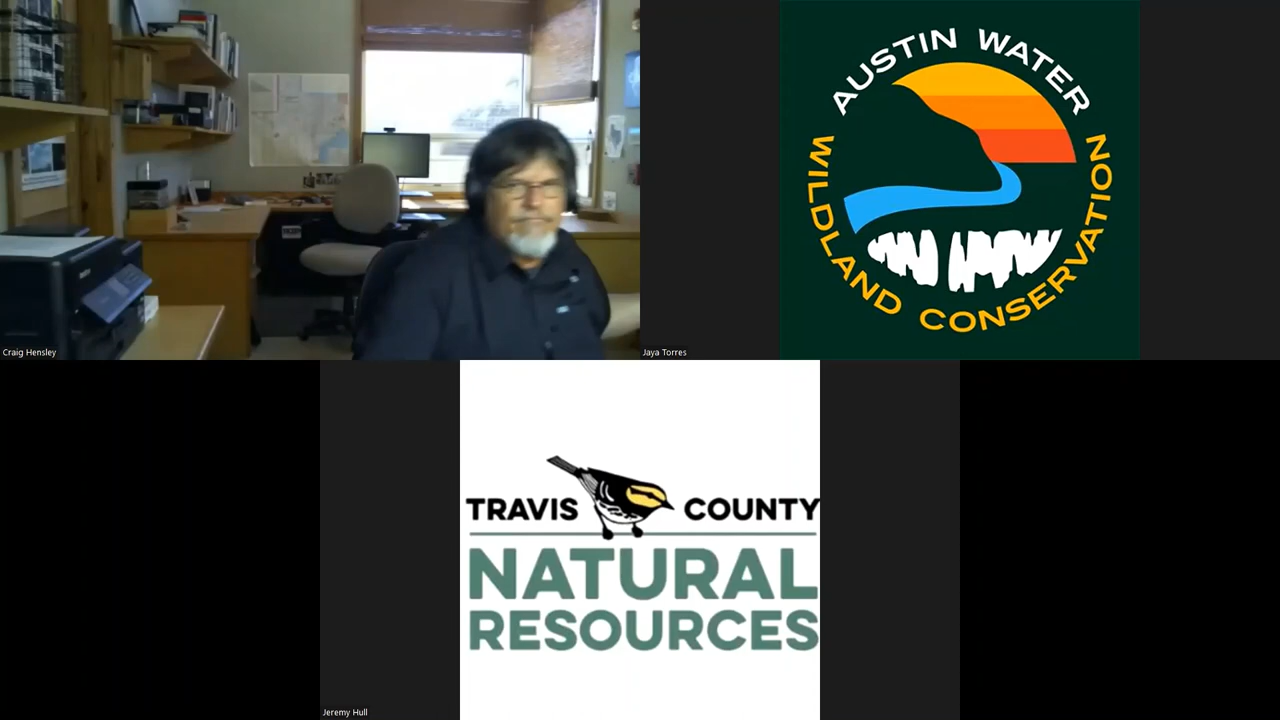 Craig Hensley
AUSTIN WATER
WILDLAND CONSERVATION
Jaya Torres
TRAVIS COUNTY
NATURAL
RESOURCES
Jeremy Hull